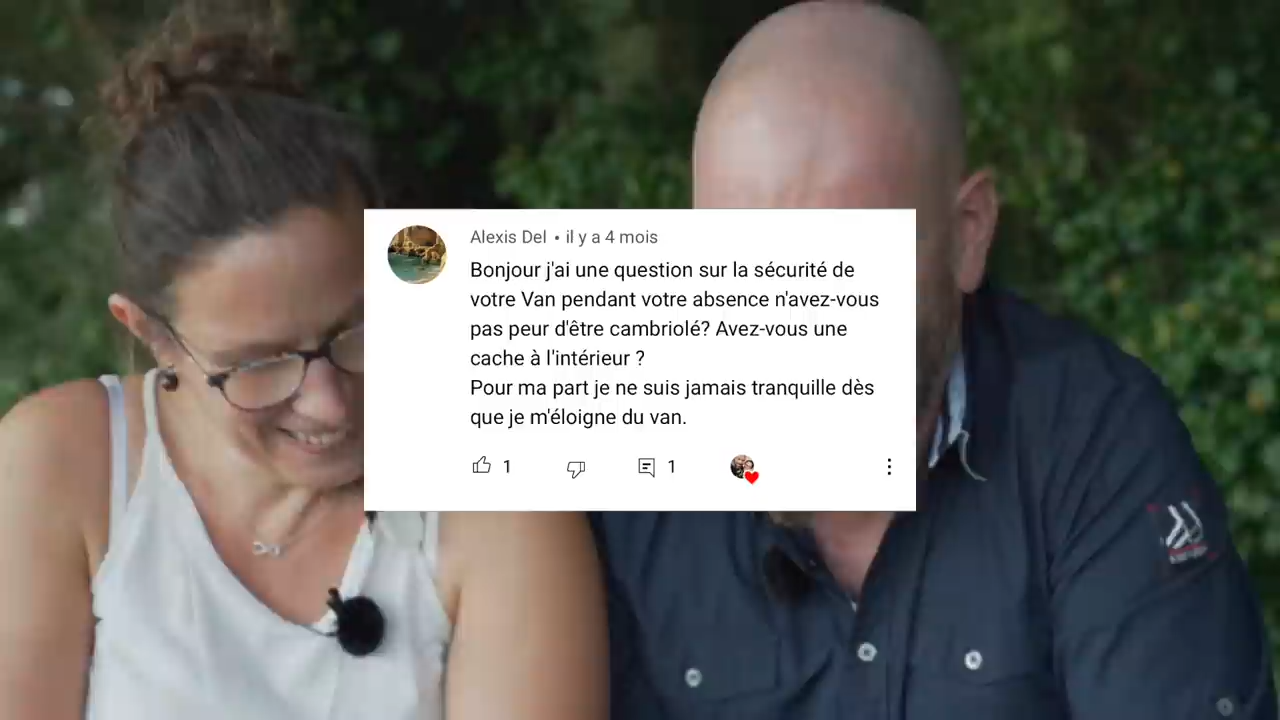 Alexis Del • il y a 4 mois
Bonjour j'ai une question sur la sécurité de
votre Van pendant votre absence n'avez-vous
pas peur d'être cambriolé? Avez-vous une
cache à l'intérieur ?
Pour ma part je ne suis jamais tranquille dès
que je m'éloigne du van.
1
1